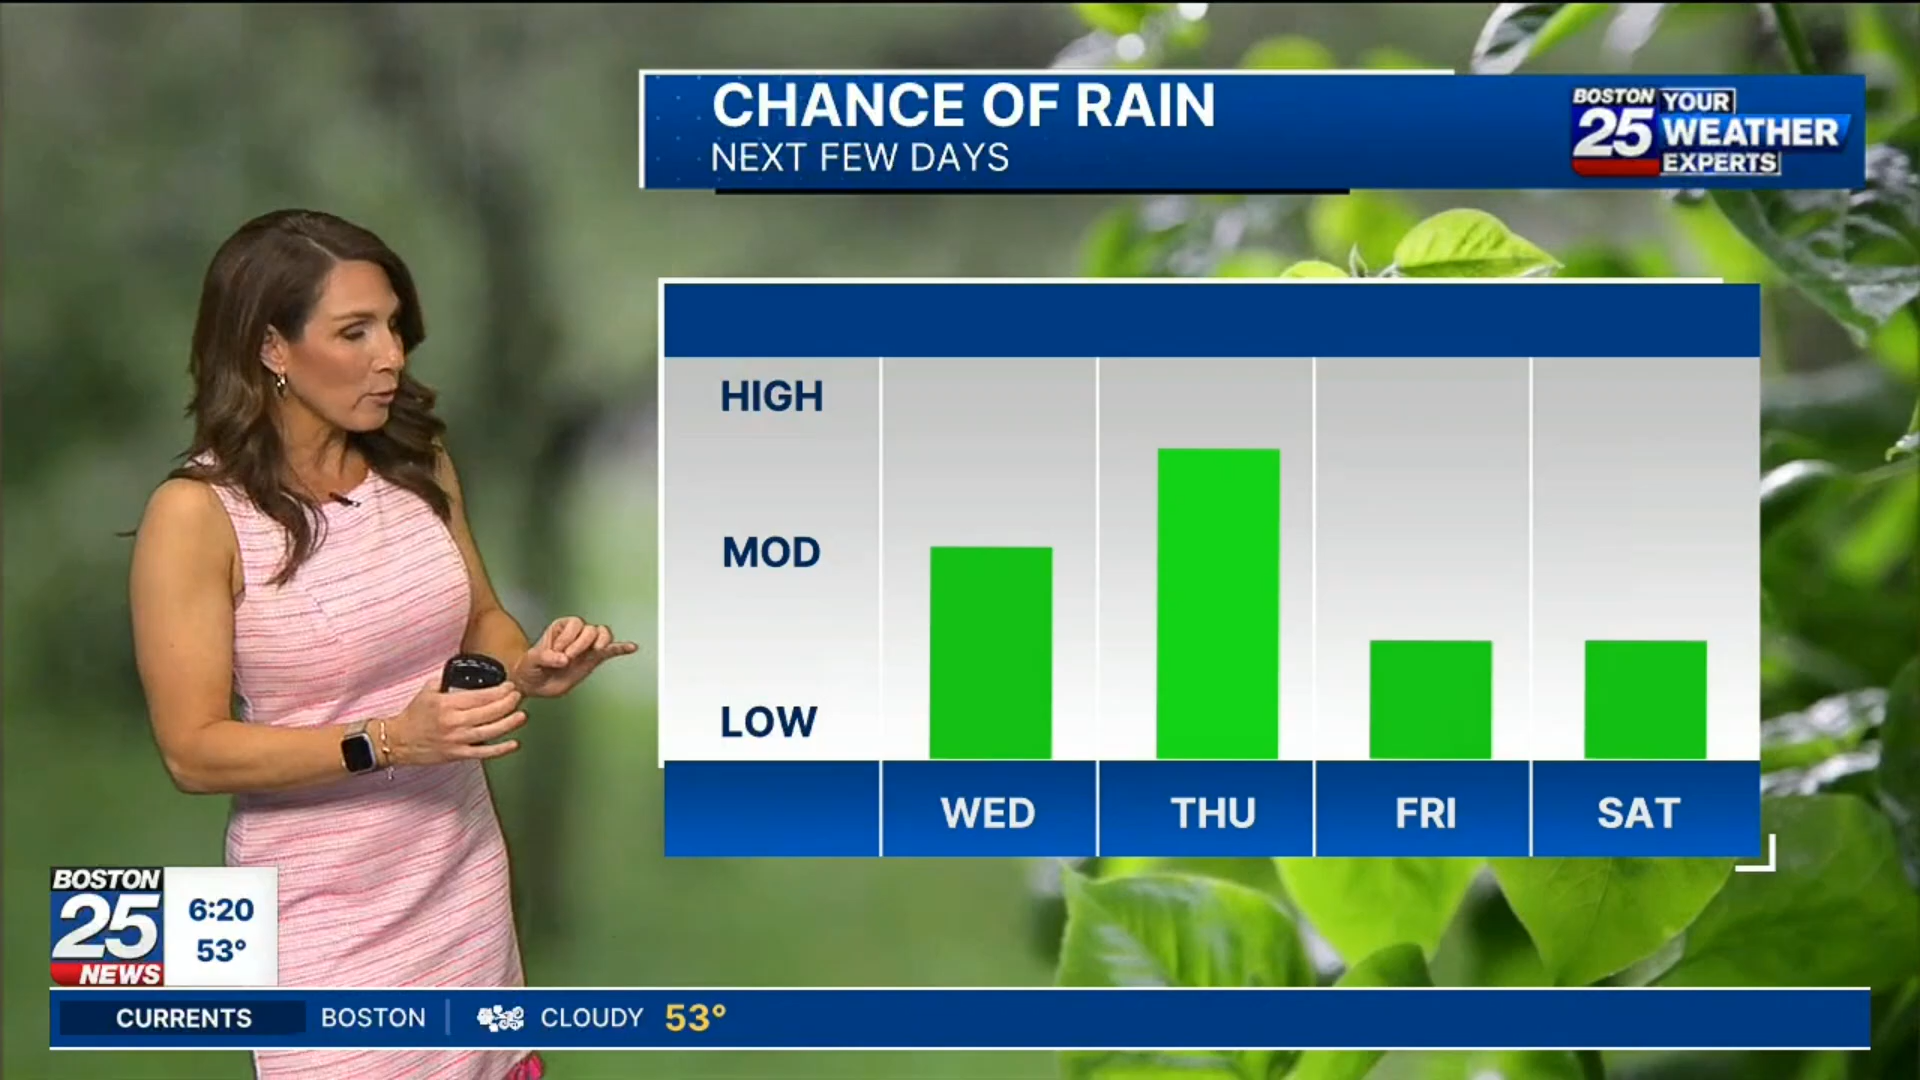 CHANCE OF RAIN
NEXT FEW DAYS
BOSTON
25
YOUR
WEATHER
EXPERTS
HIGH
MOD
LOW
WED THU FRI SAT
BOSTON
25
NEWS
6:20
53°
CURRENTS BOSTON CLOUDY 53°